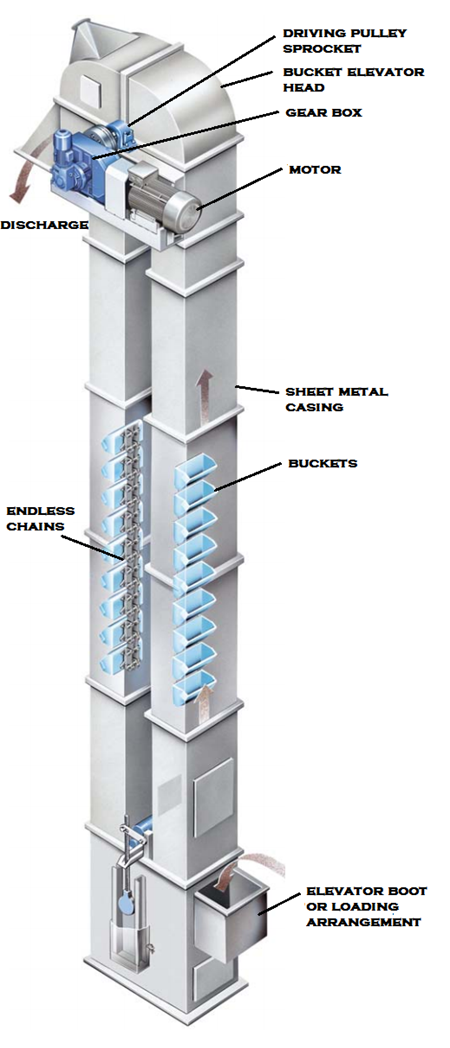 DRIVING PULLEY
SPROCKET
BUCKET ELEVATOR
HEAD
GEAR BOX
MOTOR
DISCHARGE
SHEET METAL
CASING
BUCKETS
ENDLESS
CHAINS
ELEVATOR BOOT
OR LOADING
ARRANGEMENT